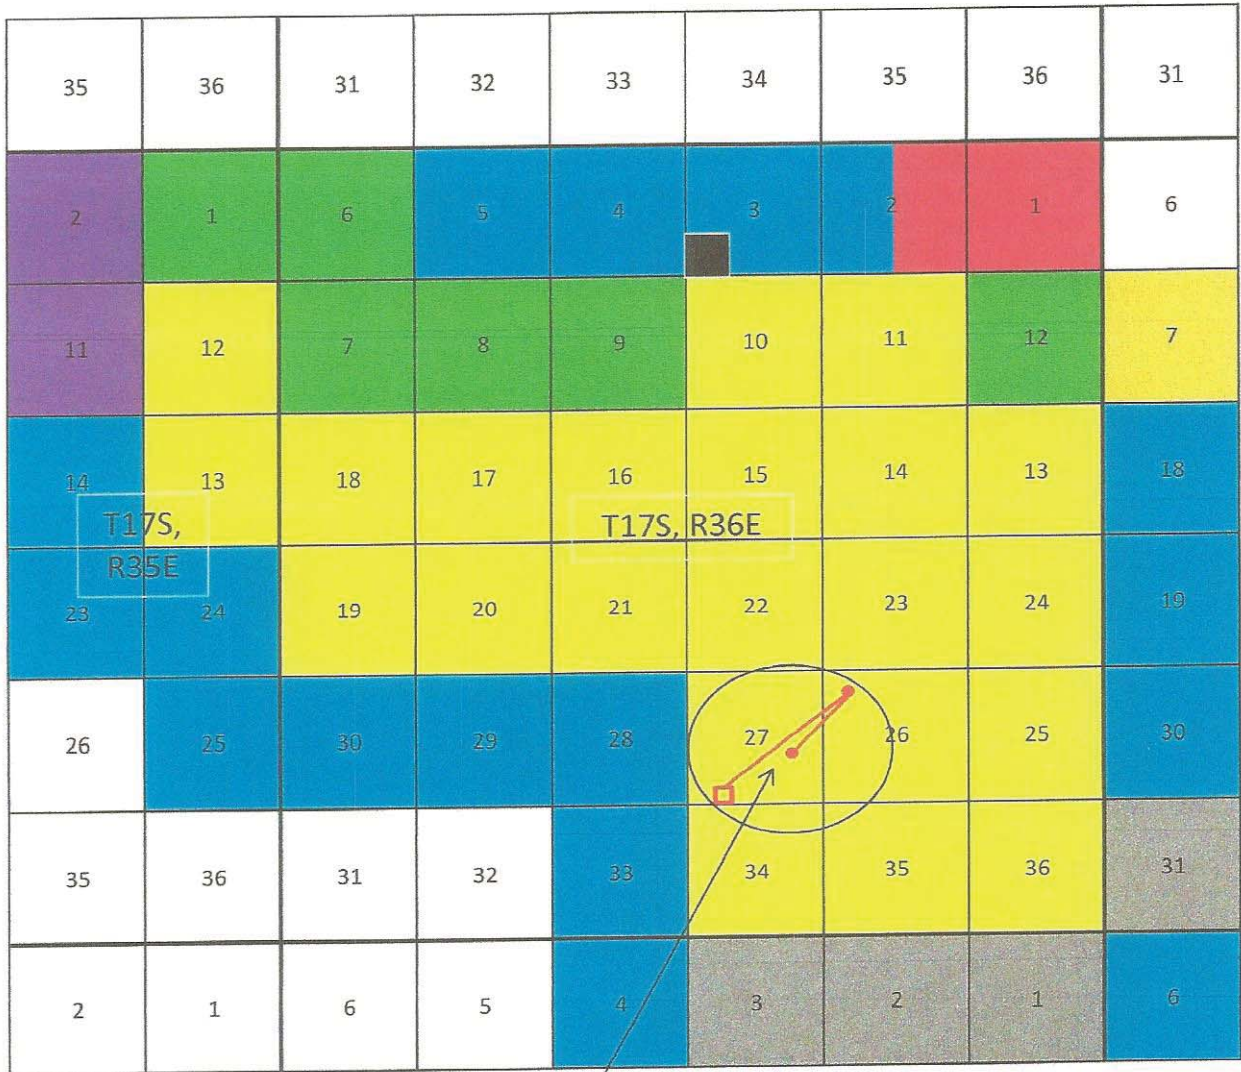 35 36 31 32 33 34 35 36 31
2 1 6 5 4 3 2 1 6
11 12 7 8 9 10 11 12 7
14 13 18 17 16 15 14 13 18
T17S, T17S, R36E
R35E
23 24 19 20 21 22 23 24 19
26 25 30 29 28 27 26 25 30
35 36 31 32 33 34 35 36 31
2 1 6 5 4 3 2 1 6